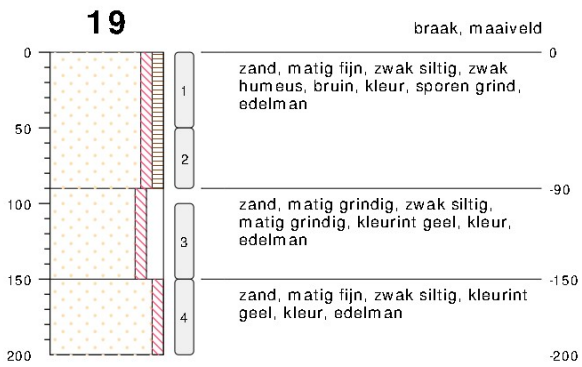 19
braak, maaiveld
0
0
zand, matig fijn, zwak siltig, zwak
humeus, bruin, kleur, sporen grind,
edelman
1
50
2
-90
100
zand, matig grindig, zwak siltig,
matig grindig, kleurint geel, kleur,
edelman
3
150
-150
zand, matig fijn, zwak siltig, kleurint
geel, kleur, edelman
4
200
-200